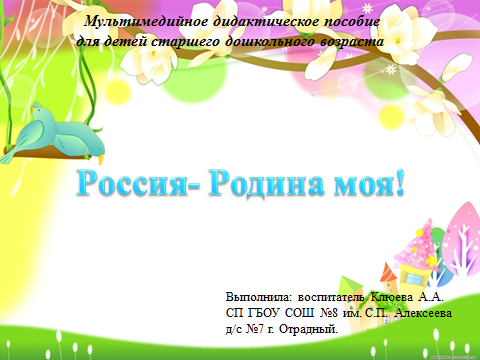 Мультимедийное дидактическое пособие
для детей старшего дошкольного возраста
Россия- Родина моя!
Выполнила: воспитатель Клюева А.А.
СП ГБОУ СОШ №8 им. С.П. Алексеева
д/с №7 г. Отрадный.